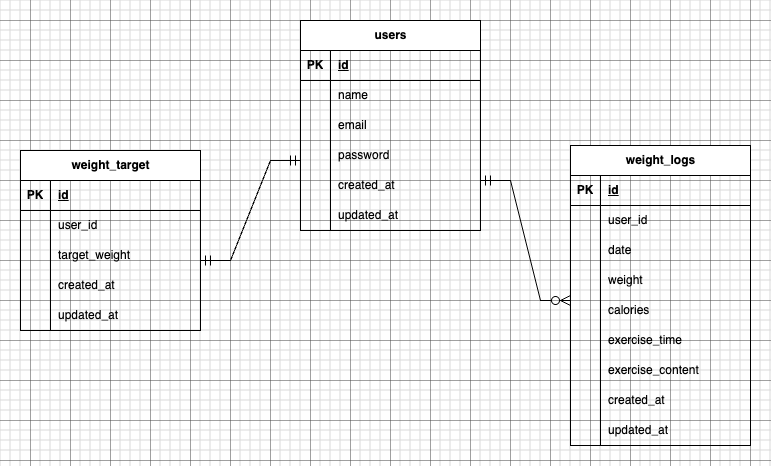 users
PK id
name
email
password
created_at
updated_at
weight_target
PK id
user_id
target_weight
created_at
updated_at
weight_logs
PK id
user_id
date
weight
calories
exercise_time
exercise_content
created_at
updated_at